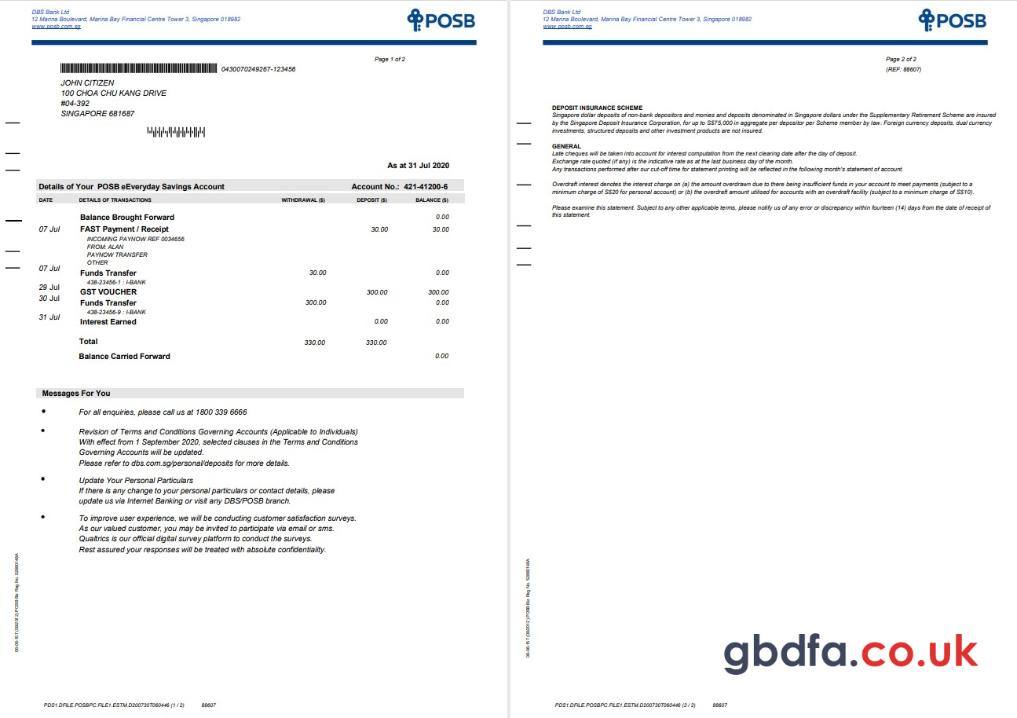 DBS Bank Ltd
12 Marina Boulevard, Marina Bay Financial Centre Tower 3, Singapore 018982
www.posb.com.sg
POSB
Page 1 of 2
0430070249267-123456
JOHN CITIZEN
100 CHOA CHU KANG DRIVE
#04-392
SINGAPORE 681687
As at 31 Jul 2020
Details of Your POSB eEveryday Savings Account Account No.: 421-41200-6
DATE DETAILS OF TRANSACTIONS WITHDRAWAL ($) DEPOSIT ($) BALANCE ($)
Balance Brought Forward 0.00
07 Jul FAST Payment / Receipt 30.00 30.00
INCOMING PAYNOW REF 0034656
FROM: ALAN
PAYNOW TRANSFER
OTHER
07 Jul Funds Transfer 30.00 0.00
438-23456-1 : I-BANK
29 Jul GST VOUCHER 300.00 300.00
30 Jul Funds Transfer 300.00 0.00
438-23456-9 : I-BANK
31 Jul Interest Earned 0.00 0.00
Total 330.00 330.00
Balance Carried Forward 0.00
Messages For You
• For all enquiries, please call us at 1800 339 6666
• Revision of Terms and Conditions Governing Accounts (Applicable to Individuals)
With effect from 1 September 2020, selected clauses in the Terms and Conditions
Governing Accounts will be updated.
Please refer to dbs.com.sg/personal/deposits for more details.
• Update Your Personal Particulars
If there is any change to your personal particulars or contact details, please
update us via Internet Banking or visit any DBS/POSB branch.
• To improve user experience, we will be conducting customer satisfaction surveys.
As our valued customer, you may be invited to participate via email or sms.
Qualtrics is our official digital survey platform to conduct the surveys.
Rest assured your responses will be treated with absolute confidentiality.
PDS1.DFILE.POSBPC.FILE1.ESTM.D200730T060446 (1 / 2) 88607
DBS Bank Ltd
12 Marina Boulevard, Marina Bay Financial Centre Tower 3, Singapore 018982
www.posb.com.sg
POSB
Page 2 of 2
(REF: 88607)
DEPOSIT INSURANCE SCHEME
Singapore dollar deposits of non-bank depositors and monies and deposits denominated in Singapore dollars under the Supplementary Retirement Scheme are insured
by the Singapore Deposit Insurance Corporation, for up to S$75,000 in aggregate per depositor per Scheme member by law. Foreign currency deposits, dual currency
investments, structured deposits and other investment products are not insured.
GENERAL
Late cheques will be taken into account for interest computation from the next clearing date after the day of deposit.
Exchange rate quoted (if any) is the indicative rate as at the last business day of the month.
Any transactions performed after our cut-off time for statement printing will be reflected in the following month's statement of account.
Overdraft interest denotes the interest charge on (a) the amount overdrawn due to there being insufficient funds in your account to meet payments (subject to a
minimum charge of S$20 for personal account) or (b) the overdraft amount utilised for accounts with an overdraft facility (subject to a minimum charge of S$10).
Please examine this statement. Subject to any other applicable terms, please notify us of any error or discrepancy within fourteen (14) days from the date of receipt of
this statement.
gbdfa.co.uk
PDS1.DFILE.POSBPC.FILE1.ESTM.D200730T060446 (2 / 2) 88607